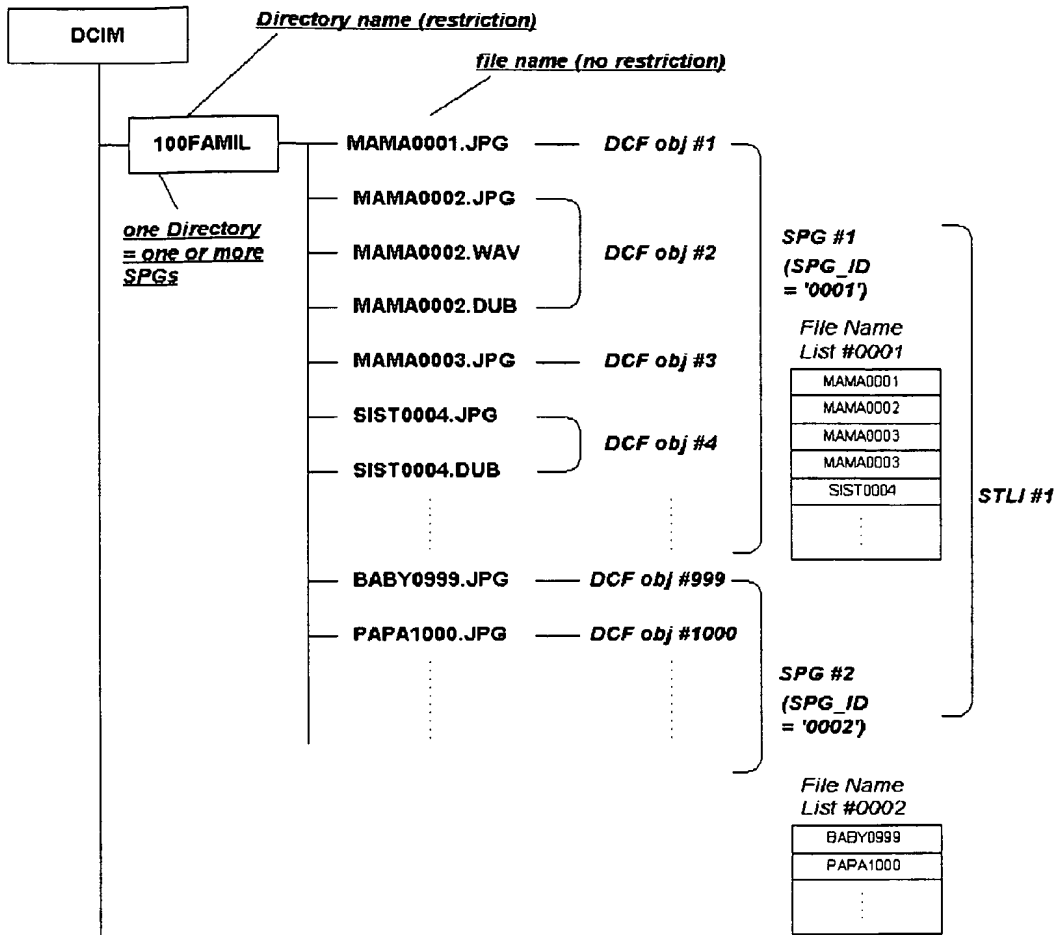 DCIM
Directory name (restriction)
file name (no restriction)
100FAMIL
one Directory
= one or more
SPGs
MAMA0001.JPG
DCF obj #1
MAMA0002.JPG
MAMA0002.WAV
DCF obj #2
MAMA0002.DUB
MAMA0003.JPG
DCF obj #3
SIST0004.JPG
DCF obj #4
SIST0004.DUB
SPG #1
(SPG_ID
= '0001')
File Name
List #0001
MAMA0001
MAMA0002
MAMA0003
MAMA0003
SIST0004
STLI #1
BABY0999.JPG
DCF obj #999
PAPA1000.JPG
DCF obj #1000
SPG #2
(SPG_ID
= '0002')
File Name
List #0002
BABY0999
PAPA1000